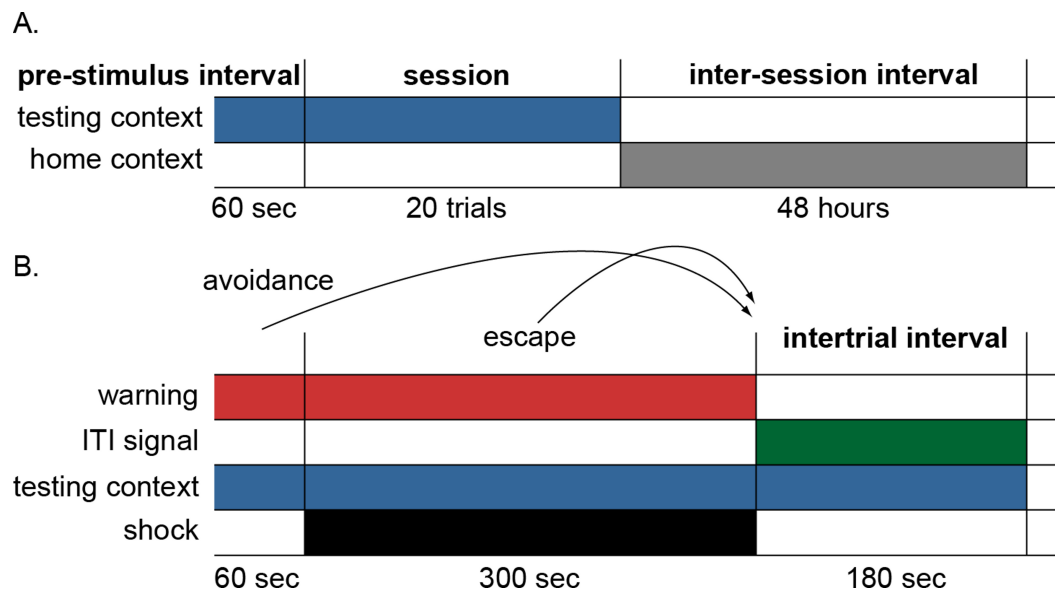 A.
pre-stimulus interval session inter-session interval
testing context
home context
60 sec 20 trials 48 hours
B.
avoidance
escape intertrial interval
warning
ITI signal
testing context
shock
60 sec 300 sec 180 sec